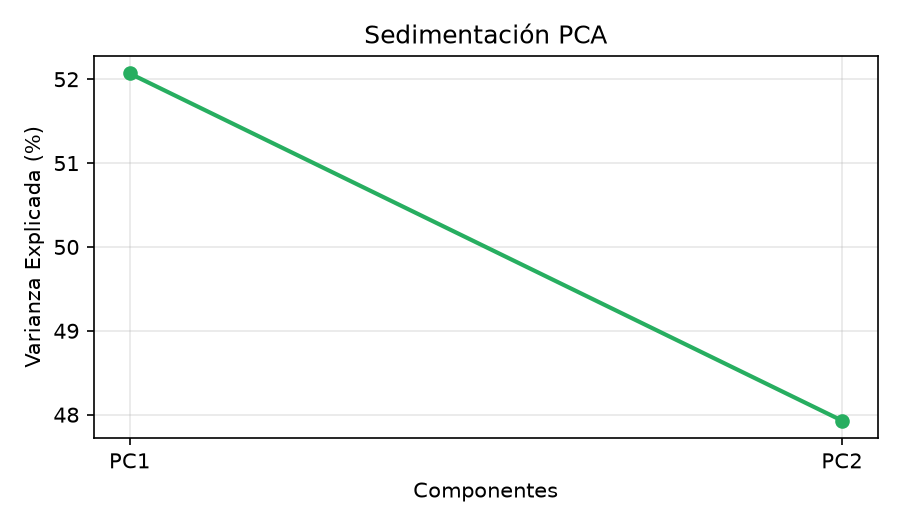 Sedimentación PCA
Varianza Explicada (%)
52
51
50
49
48
PC1 PC2
Componentes